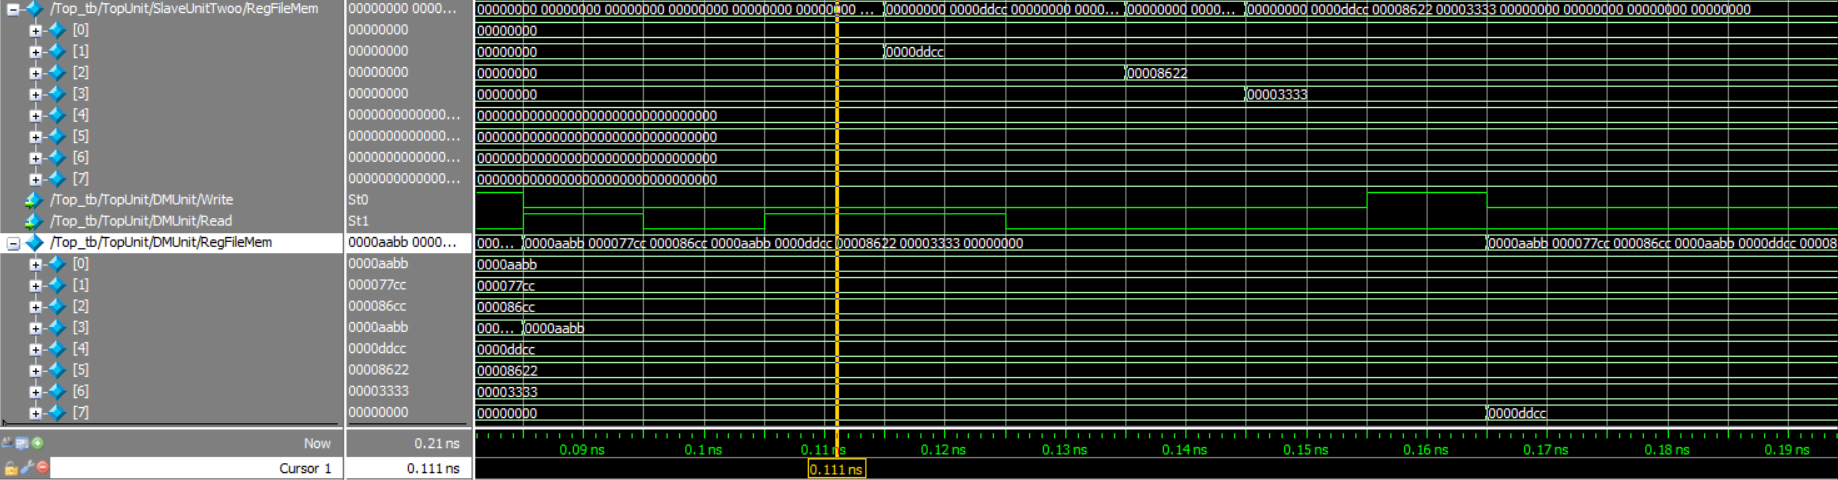 /Top_tb/TopUnit/SlaveUnitTwoo/RegFileMem 00000000 0000... 00000000 00000000 00000000 00000000 00000000 00000000 ... 00000000 0000ddcc 00000000 0000... 00000000 0000... 00000000 0000ddcc 00008622 00003333 00000000 00000000 00000000 00000000
[0] 00000000 00000000
[1] 00000000 00000000 0000ddcc
[2] 00000000 00000000 00008622
[3] 00000000 00000000 00003333
[4] 0000000000000... 00000000000000000000000000000000
[5] 0000000000000... 00000000000000000000000000000000
[6] 0000000000000... 00000000000000000000000000000000
[7] 0000000000000... 00000000000000000000000000000000
/Top_tb/TopUnit/DMUnit/Write St0
/Top_tb/TopUnit/DMUnit/Read St1
/Top_tb/TopUnit/DMUnit/RegFileMem 0000aabb 0000... 000... 0000aabb 000077cc 000086cc 0000aabb 0000ddcc 00008622 00003333 00000000 0000aabb 000077cc 000086cc 0000aabb 0000ddcc 00008
[0] 0000aabb 0000aabb
[1] 000077cc 000077cc
[2] 000086cc 000086cc
[3] 0000aabb 000... 0000aabb
[4] 0000ddcc 0000ddcc
[5] 00008622 00008622
[6] 00003333 00003333
[7] 00000000 00000000 0000ddcc
Now 0.21 ns 0.09 ns 0.1 ns 0.11 ns 0.12 ns 0.13 ns 0.14 ns 0.15 ns 0.16 ns 0.17 ns 0.18 ns 0.19 ns
Cursor 1 0.111 ns 0.111 ns